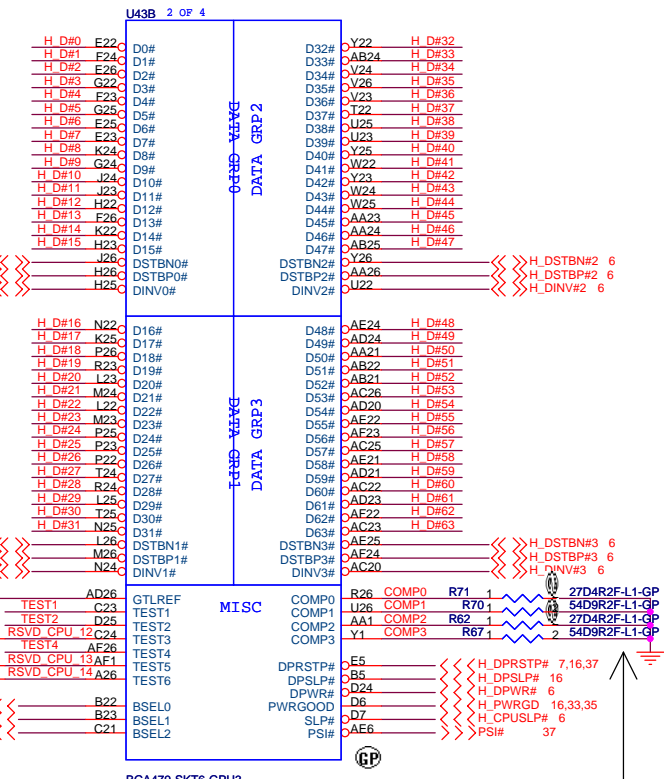 U43B 2 OF 4
H_D#0 E22 D0# D32# Y22 H_D#32
H_D#1 F24 D1# D33# AB24 H_D#33
H_D#2 E26 D2# D34# V24 H_D#34
H_D#3 G22 D3# D35# V26 H_D#35
H_D#4 F23 D4# D36# V23 H_D#36
H_D#5 G25 D5# D37# T22 H_D#37
H_D#6 E25 D6# D38# U25 H_D#38
H_D#7 E23 D7# D39# U23 H_D#39
H_D#8 K24 D8# D40# Y25 H_D#40
H_D#9 G24 D9# D41# W22 H_D#41
H_D#10 J24 D10# D42# Y23 H_D#42
H_D#11 J23 D11# D43# W24 H_D#43
H_D#12 H22 D12# D44# W25 H_D#44
H_D#13 F26 D13# D45# AA23 H_D#45
H_D#14 K22 D14# D46# AA24 H_D#46
H_D#15 H23 D15# D47# AB25 H_D#47
J26 DSTBN0# DSTBN2# Y26 H_DSTBN#2 6
H26 DSTBP0# DSTBP2# AA26 H_DSTBP#2 6
H25 DINV0# DINV2# U22 H_DINV#2 6
DATA GRP0
DATA GRP2
H_D#16 N22 D16# D48# AE24 H_D#48
H_D#17 K25 D17# D49# AD24 H_D#49
H_D#18 P26 D18# D50# AA21 H_D#50
H_D#19 R23 D19# D51# AB22 H_D#51
H_D#20 L23 D20# D52# AB21 H_D#52
H_D#21 M24 D21# D53# AC26 H_D#53
H_D#22 L22 D22# D54# AD20 H_D#54
H_D#23 M23 D23# D55# AE22 H_D#55
H_D#24 P25 D24# D56# AF23 H_D#56
H_D#25 P23 D25# D57# AC25 H_D#57
H_D#26 P22 D26# D58# AE21 H_D#58
H_D#27 T24 D27# D59# AD21 H_D#59
H_D#28 R24 D28# D60# AC22 H_D#60
H_D#29 L25 D29# D61# AD23 H_D#61
H_D#30 T25 D30# D62# AF22 H_D#62
H_D#31 N25 D31# D63# AC23 H_D#63
L26 DSTBN1# DSTBN3# AE25 H_DSTBN#3 6
M26 DSTBP1# DSTBP3# AF24 H_DSTBP#3 6
N24 DINV1# DINV3# AC20 H_DINV#3 6
DATA GRP1
DATA GRP3
MISC
AD26 GTLREF COMP0 R26 COMP0 R71 1 27D4R2F-L1-GP
TEST1 C23 TEST1 COMP1 U26 COMP1 R70 1 54D9R2F-L1-GP
TEST2 D25 TEST2 COMP2 AA1 COMP2 R62 1 2 27D4R2F-L1-GP
RSVD_CPU_12 C24 TEST3 COMP3 Y1 COMP3 R67 1 2 54D9R2F-L1-GP
TEST4 AF26 TEST4
RSVD_CPU_13 AF1 TEST5 DPRSTP# E5 H_DPRSTP# 7,16,37
RSVD_CPU_14 A26 TEST6 DPSLP# B5 H_DPSLP# 16
DPWR# D24 H_DPWR# 6
B22 BSEL0 PWRGOOD D6 H_PWRGD 16,33,35
B23 BSEL1 SLP# D7 H_CPUSLP# 6
C21 BSEL2 PSI# AE6 PSI# 37
GP